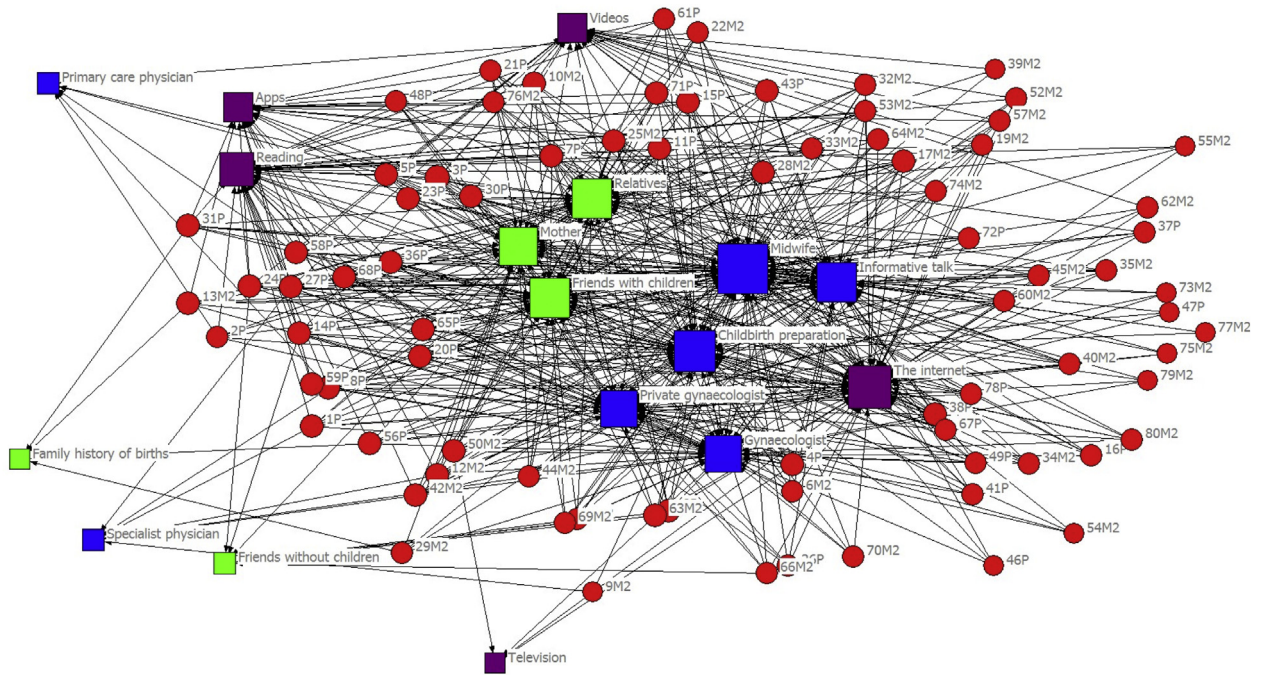 61P
Videos
22M2
39M2
21P
10M2
Primary care physician
32M2
43P
71P
52M2
Apps
48P
76M2
15P
53M2
57M2
25M2
64M2
19M2
11P
33M2
55M2
7P
Reading
17M2
28M2
5P
3P
Relatives
74M2
23P
30P
62M2
31P
Mother
37P
72P
58P
Midwife
36P
Informative talk
45M2
35M2
68P
24P
27P
Friends with children
73M2
13M2
60M2
47P
14P
65P
2P
Childbirth preparation
77M2
20P
75M2
40M2
The internet
59P
8P
79M2
Private gynaecologist
78P
38P
1P
67P
56P
Gynaecologist
80M2
50M2
Family history of births
16P
4P
49P
34M2
12M2
44M2
42M2
6M2
41P
63M2
69M2
Specialist physician
54M2
29M2
Friends without children
70M2
46P
66M2
9M2
Television